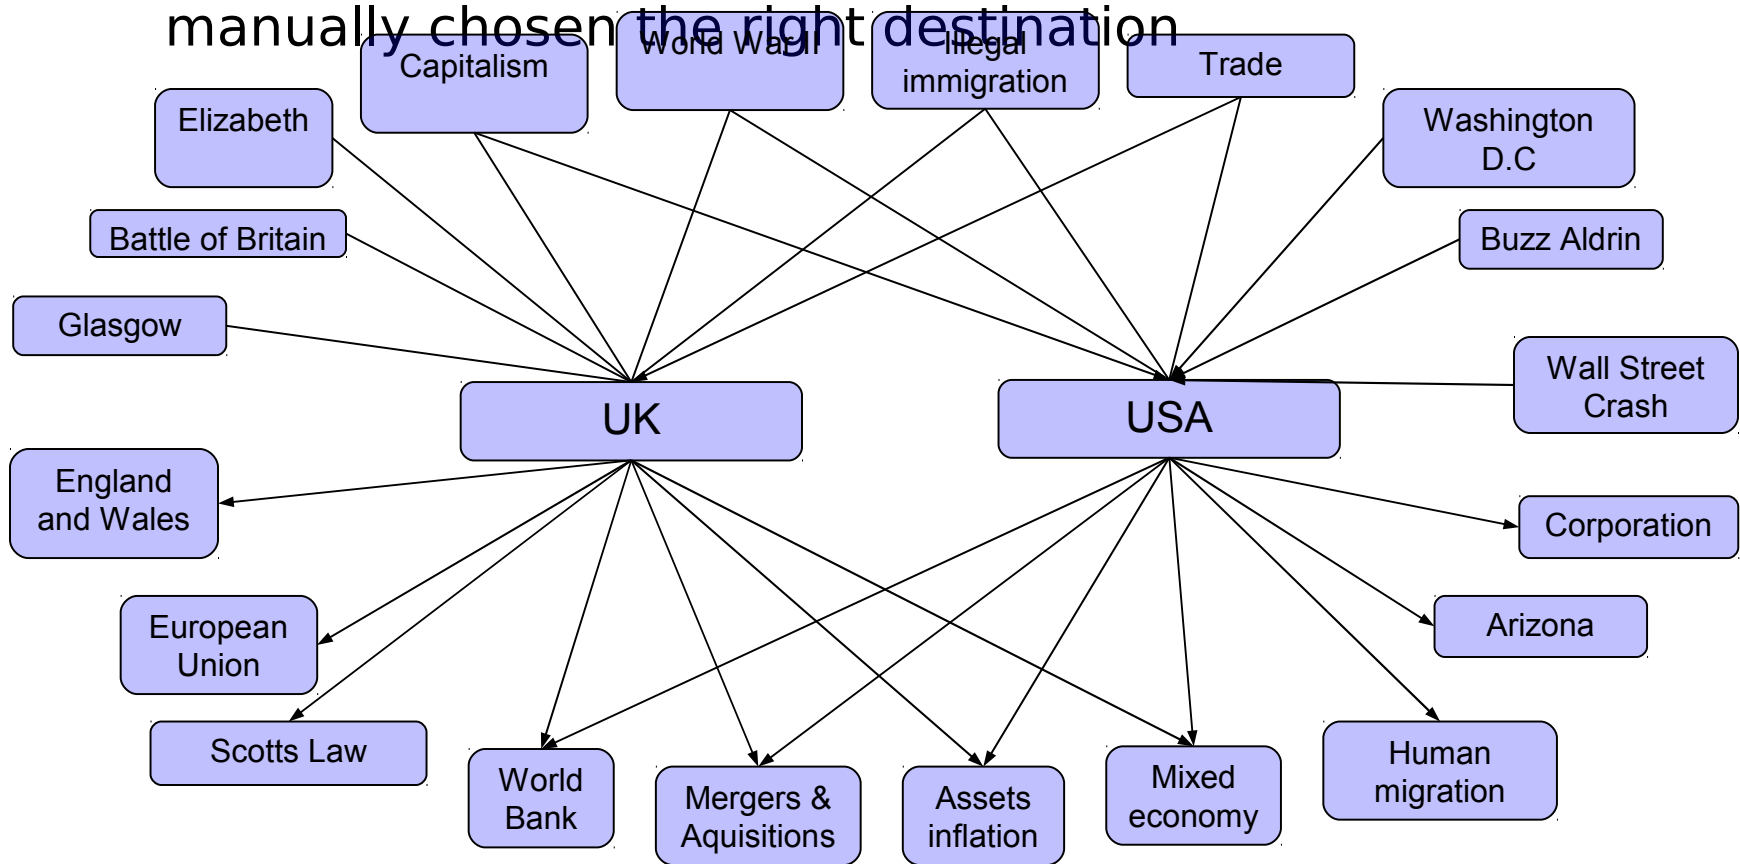 manually chosen the right destination
World War II
Illegal
immigration
Capitalism
Trade
Elizabeth
Washington
D.C
Battle of Britain
Buzz Aldrin
Glasgow
Wall Street
Crash
UK
USA
England
and Wales
Corporation
European
Union
Arizona
Scotts Law
World
Bank
Mergers &
Aquisitions
Assets
inflation
Mixed
economy
Human
migration